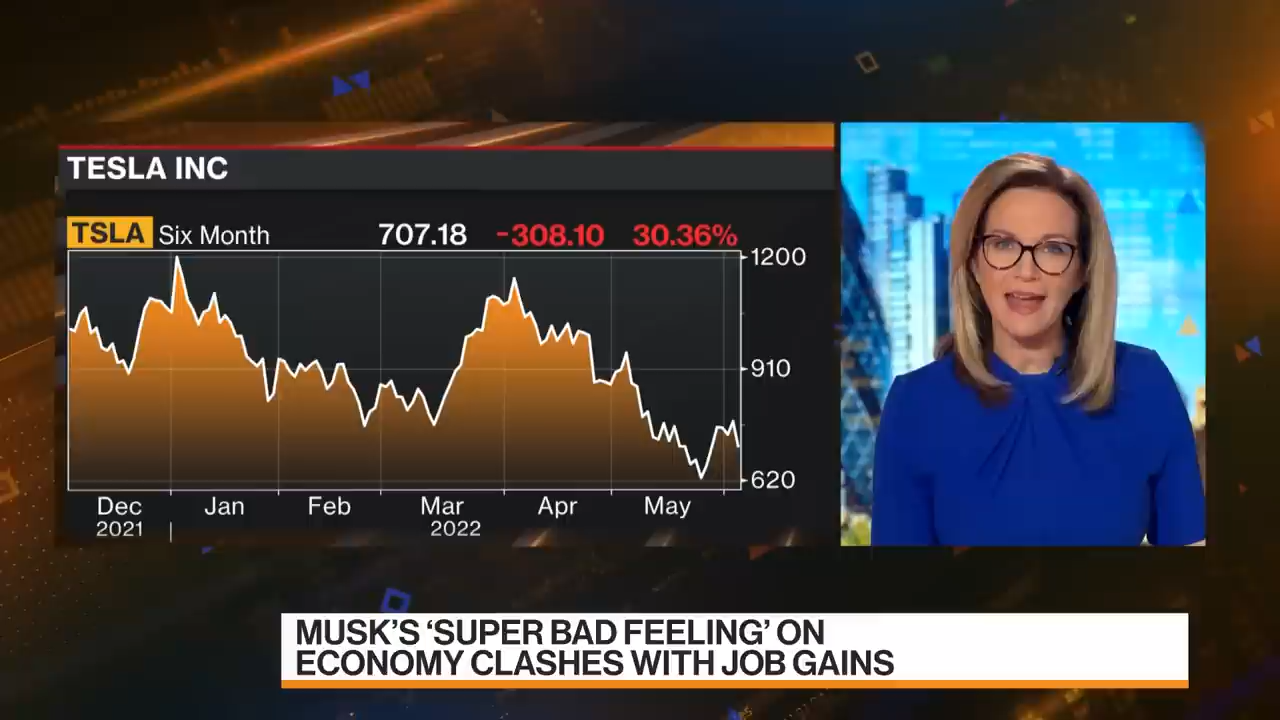 TESLA INC
TSLA Six Month 707.18 -308.10 30.36%
1200
910
620
Dec Jan Feb Mar Apr May
2021 2022
MUSK'S ‘SUPER BAD FEELING’ ON
ECONOMY CLASHES WITH JOB GAINS